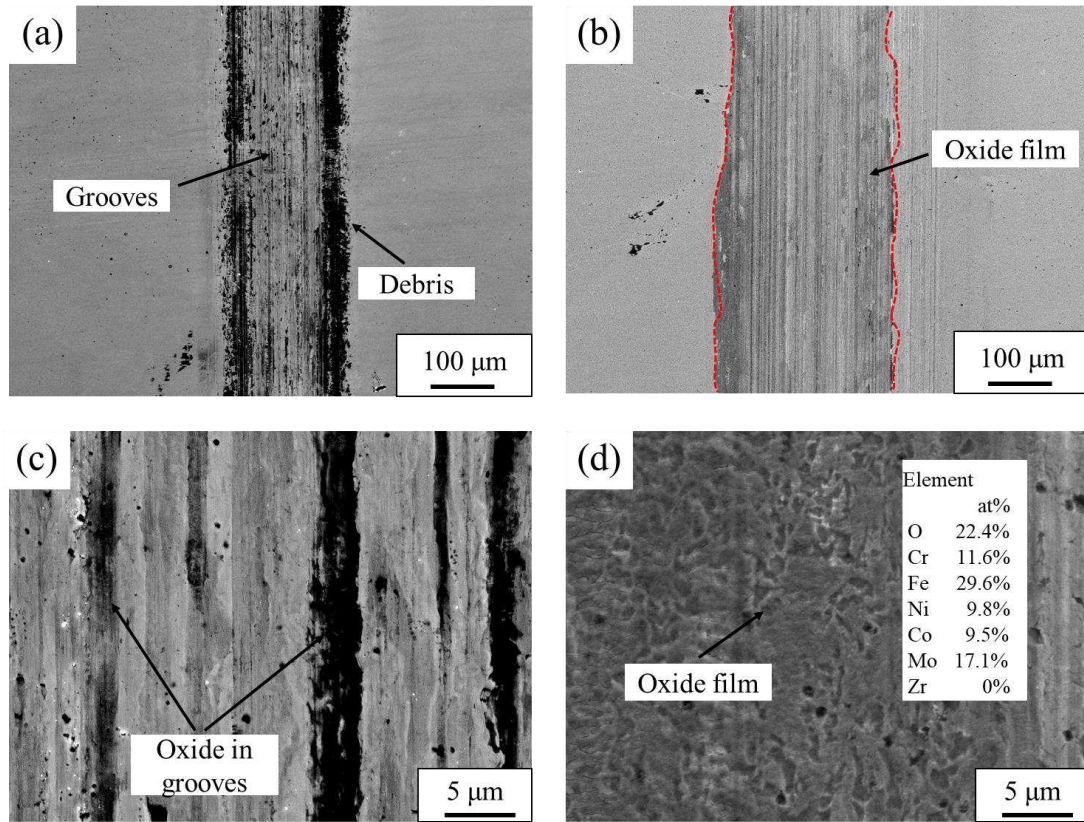 (a)
Grooves
Debris
100 μm
(b)
Oxide film
100 μm
(c)
Oxide in
grooves
5 μm
(d)
Oxide film
Element
at%
O 22.4%
Cr 11.6%
Fe 29.6%
Ni 9.8%
Co 9.5%
Mo 17.1%
Zr 0%
5 μm